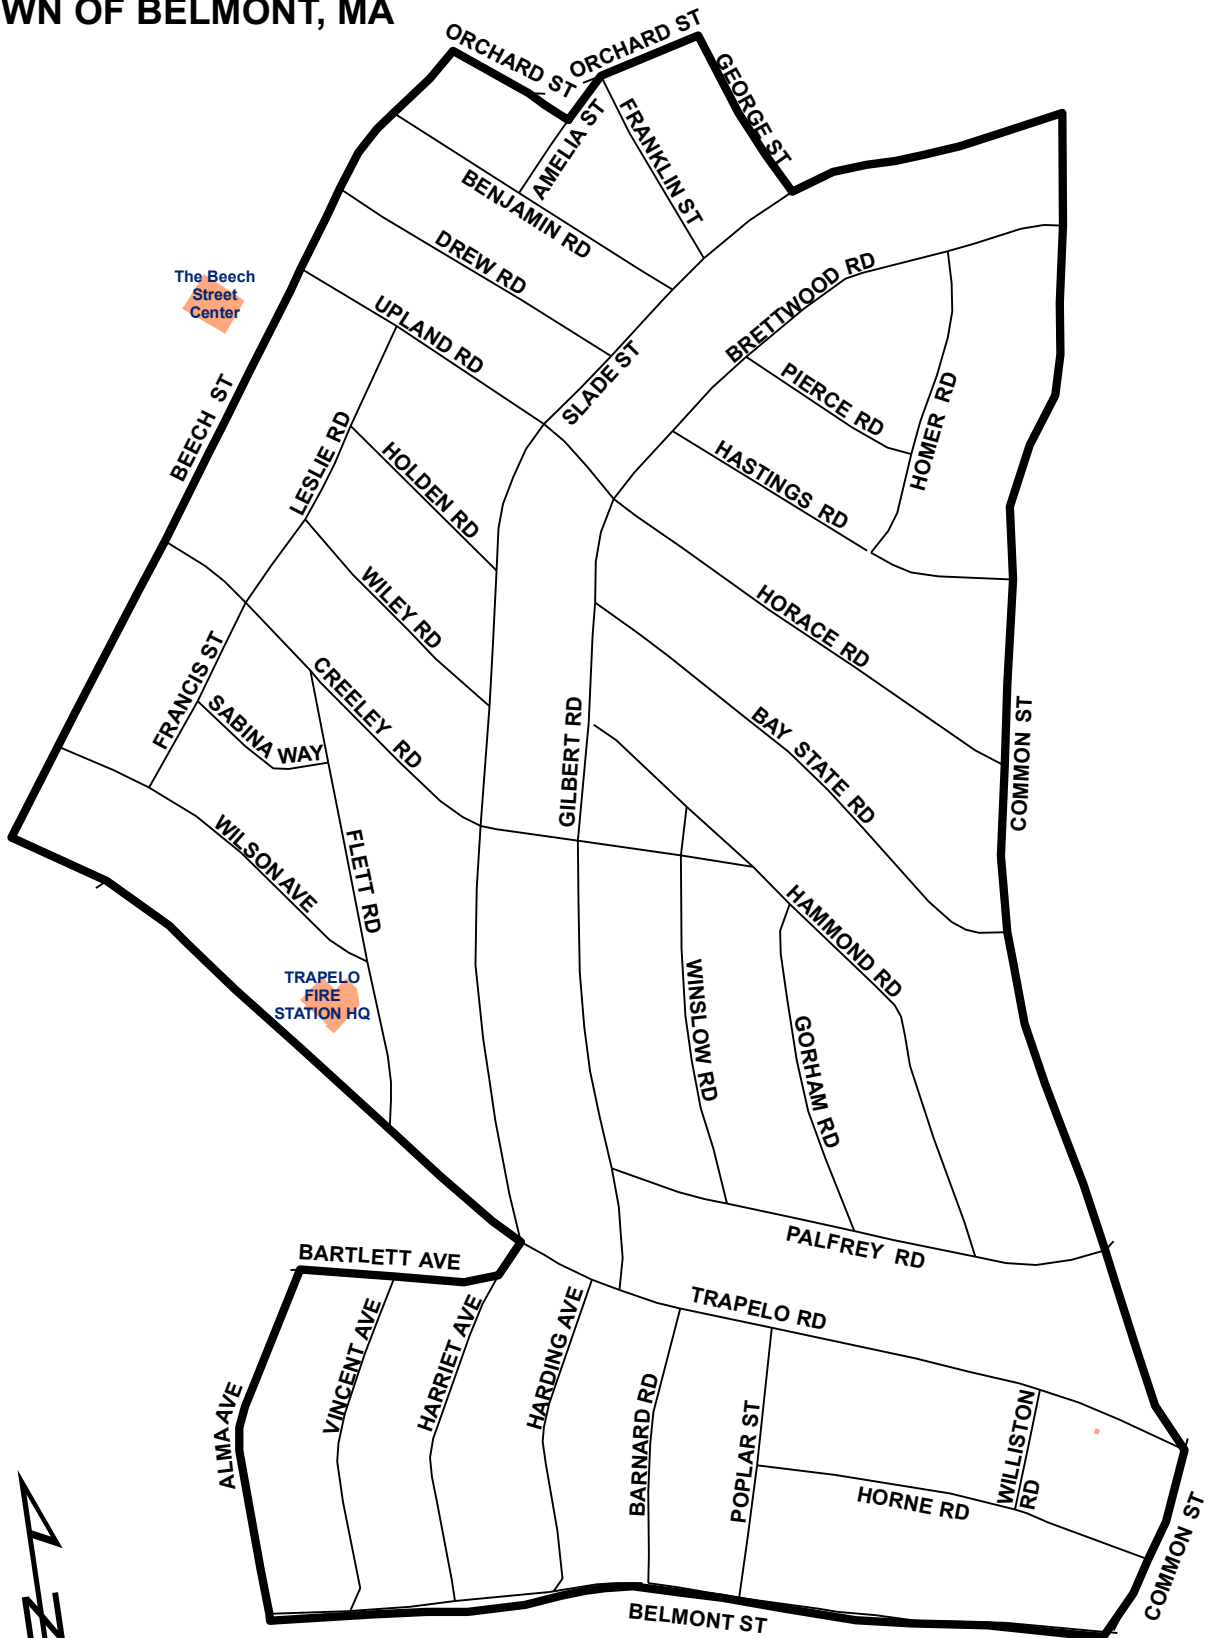 WN OF BELMONT, MA
ORCHARD ST
ORCHARD ST
GEORGE ST
AMELIA ST
FRANKLIN ST
BENJAMIN RD
DREW RD
The Beech
Street
Center
UPLAND RD
BRETTWOOD RD
SLADE ST
PIERCE RD
HOMER RD
BEECH ST
LESLIE RD
HOLDEN RD
HASTINGS RD
WILEY RD
HORACE RD
FRANCIS ST
CREELEY RD
SABINA WAY
GILBERT RD
BAY STATE RD
COMMON ST
WILSON AVE
FLETT RD
HAMMOND RD
TRAPELO
FIRE
STATION HQ
WINSLOW RD
GORHAM RD
PALFREY RD
BARTLETT AVE
TRAPELO RD
VINCENT AVE
HARRIET AVE
HARDING AVE
ALMA AVE
BARNARD RD
POPLAR ST
WILLISTON
RD
HORNE RD
COMMON ST
BELMONT ST
N